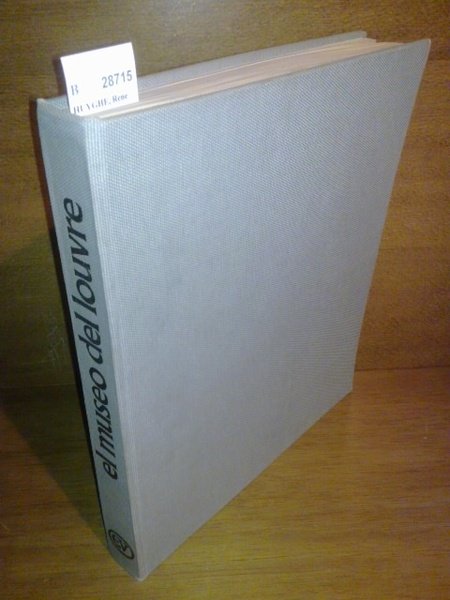 B 28715
HUYGHE, Rene
el museo del louvre